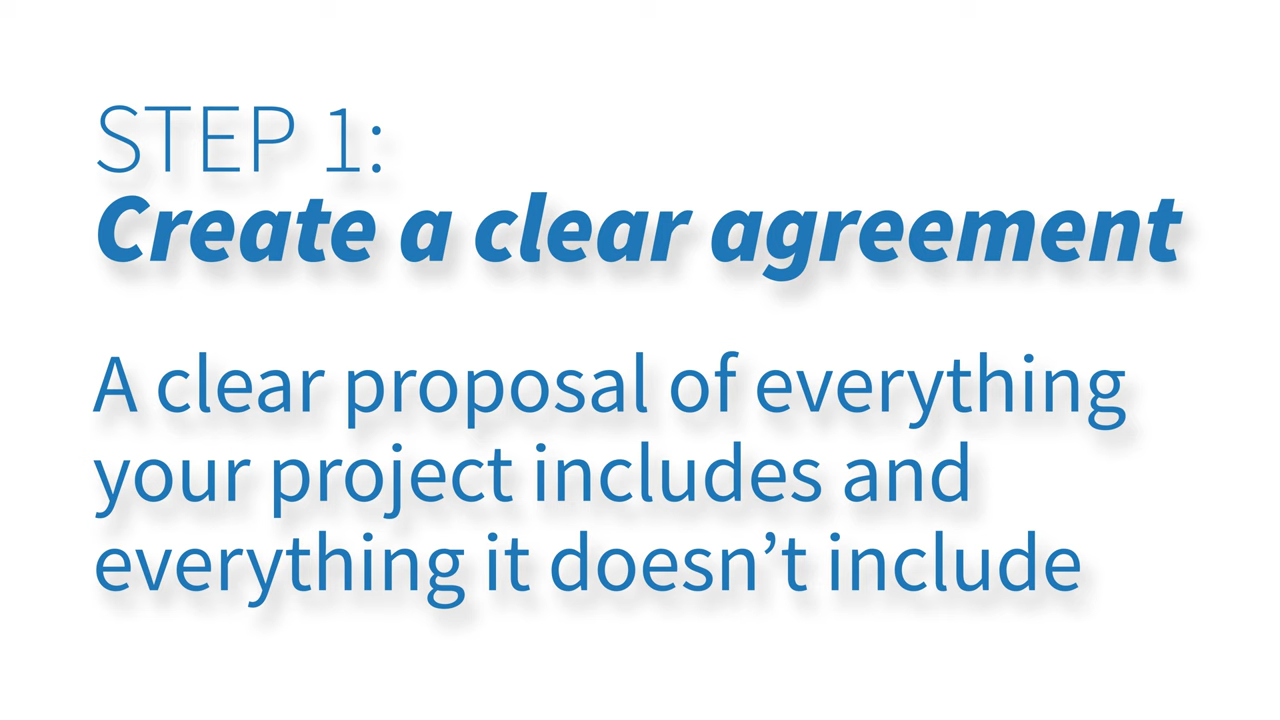 STEP 1:
Create a clear agreement
A clear proposal of everything
your project includes and
everything it doesn’t include